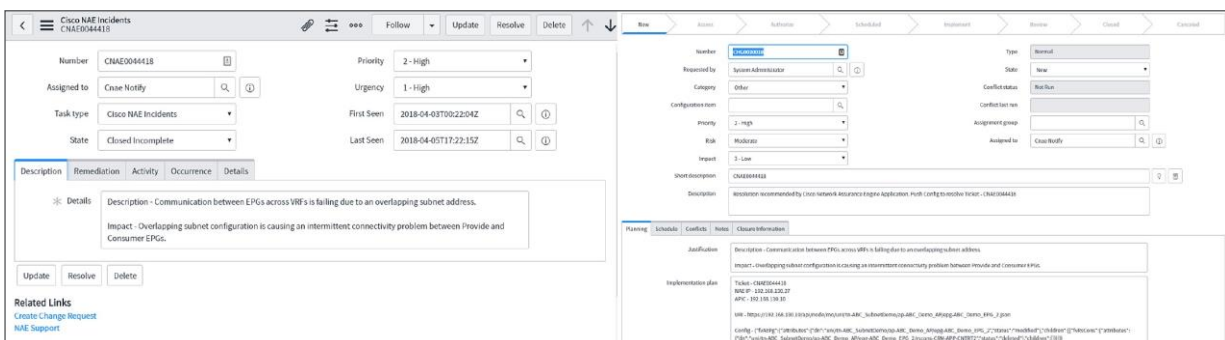 Cisco NAE Incidents
CNAE0044418
Follow
Update
Resolve
Delete
Number
CNAE0044418
Priority
2 - High
Assigned to
Cnae Notify
Urgency
1 - High
Task type
Cisco NAE Incidents
First Seen
2018-04-03T00:22:04Z
State
Closed Incomplete
Last Seen
2018-04-05T17:22:15Z
Description
Remediation
Activity
Occurrence
Details
Details
Description - Communication between EPGs across VRFs is failing due to an overlapping subnet address.
Impact - Overlapping subnet configuration is causing an intermittent connectivity problem between Provide and
Consumer EPGs.
Update
Resolve
Delete
Related Links
Create Change Request
NAE Support
New
Assess
Authorize
Scheduled
Implement
Review
Closed
Canceled
Number
Type
Normal
Requested by
System Administrator
State
New
Category
Other
Conflict status
Not Run
Configuration item
Conflict last run
Priority
2 - High
Assignment group
Risk
Moderate
Assigned to
Cnae Notify
Impact
3 - Low
Short description
CNAE0044418
Description
Resolution recommended by Cisco Network Assurance Engine Application. Push Config to resolve Ticket - CNAE0044418
Planning
Schedule
Conflicts
Notes
Closure Information
Justification
Description - Communication between EPGs across VRFs is failing due to an overlapping subnet address.
Impact - Overlapping subnet configuration is causing an intermittent connectivity problem between Provide and Consumer EPGs.
Implementation plan
Ticket - CNAE0044418
NAE IP - 192.168.130.37